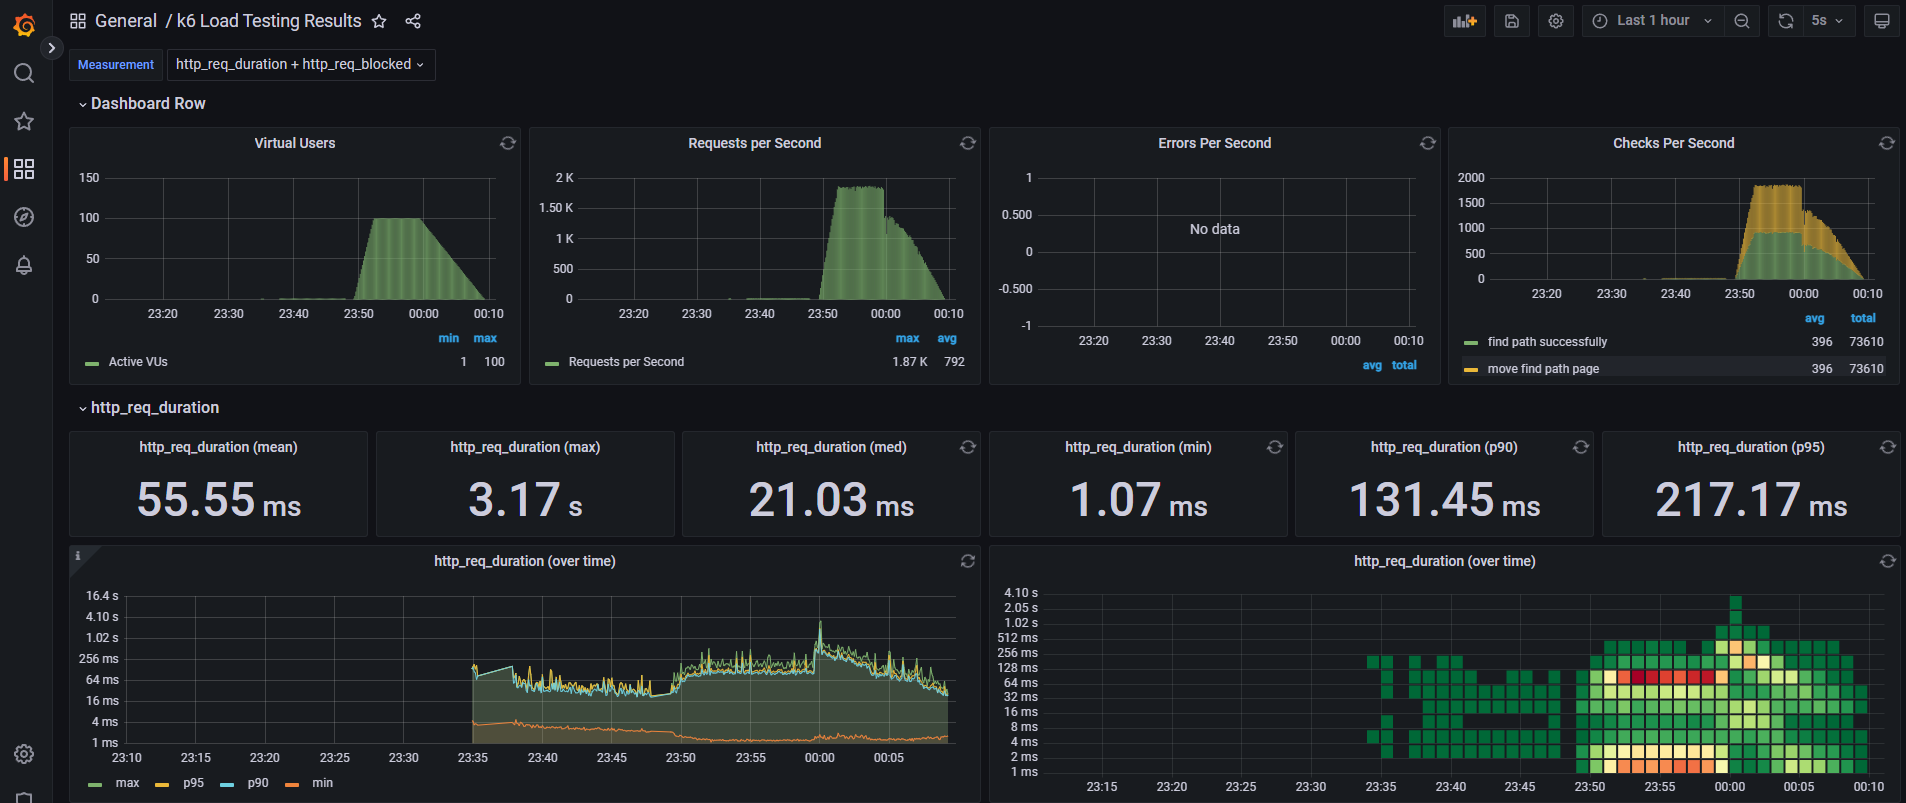 General / k6 Load Testing Results
Last 1 hour
5s
Measurement
http_req_duration + http_req_blocked
Dashboard Row
Virtual Users
150
100
50
0
23:20 23:30 23:40 23:50 00:00 00:10
min max
Active VUs 1 100
Requests per Second
2 K
1.50 K
1 K
500
0
23:20 23:30 23:40 23:50 00:00 00:10
max avg
Requests per Second 1.87 K 792
Errors Per Second
1
0.500
0
-0.500
-1
No data
23:20 23:30 23:40 23:50 00:00 00:10
avg total
Checks Per Second
2000
1500
1000
500
0
23:20 23:30 23:40 23:50 00:00 00:10
avg total
find path successfully 396 73610
move find path page 396 73610
http_req_duration
http_req_duration (mean)
55.55 ms
http_req_duration (max)
3.17 s
http_req_duration (med)
21.03 ms
http_req_duration (min)
1.07 ms
http_req_duration (p90)
131.45 ms
http_req_duration (p95)
217.17 ms
i
http_req_duration (over time)
16.4 s
4.10 s
1.02 s
256 ms
64 ms
16 ms
4 ms
1 ms
23:10 23:15 23:20 23:25 23:30 23:35 23:40 23:45 23:50 23:55 00:00 00:05
max p95 p90 min
http_req_duration (over time)
4.10 s
2.05 s
1.02 s
512 ms
256 ms
128 ms
64 ms
32 ms
16 ms
8 ms
4 ms
2 ms
1 ms
23:15 23:20 23:25 23:30 23:35 23:40 23:45 23:50 23:55 00:00 00:05 00:10